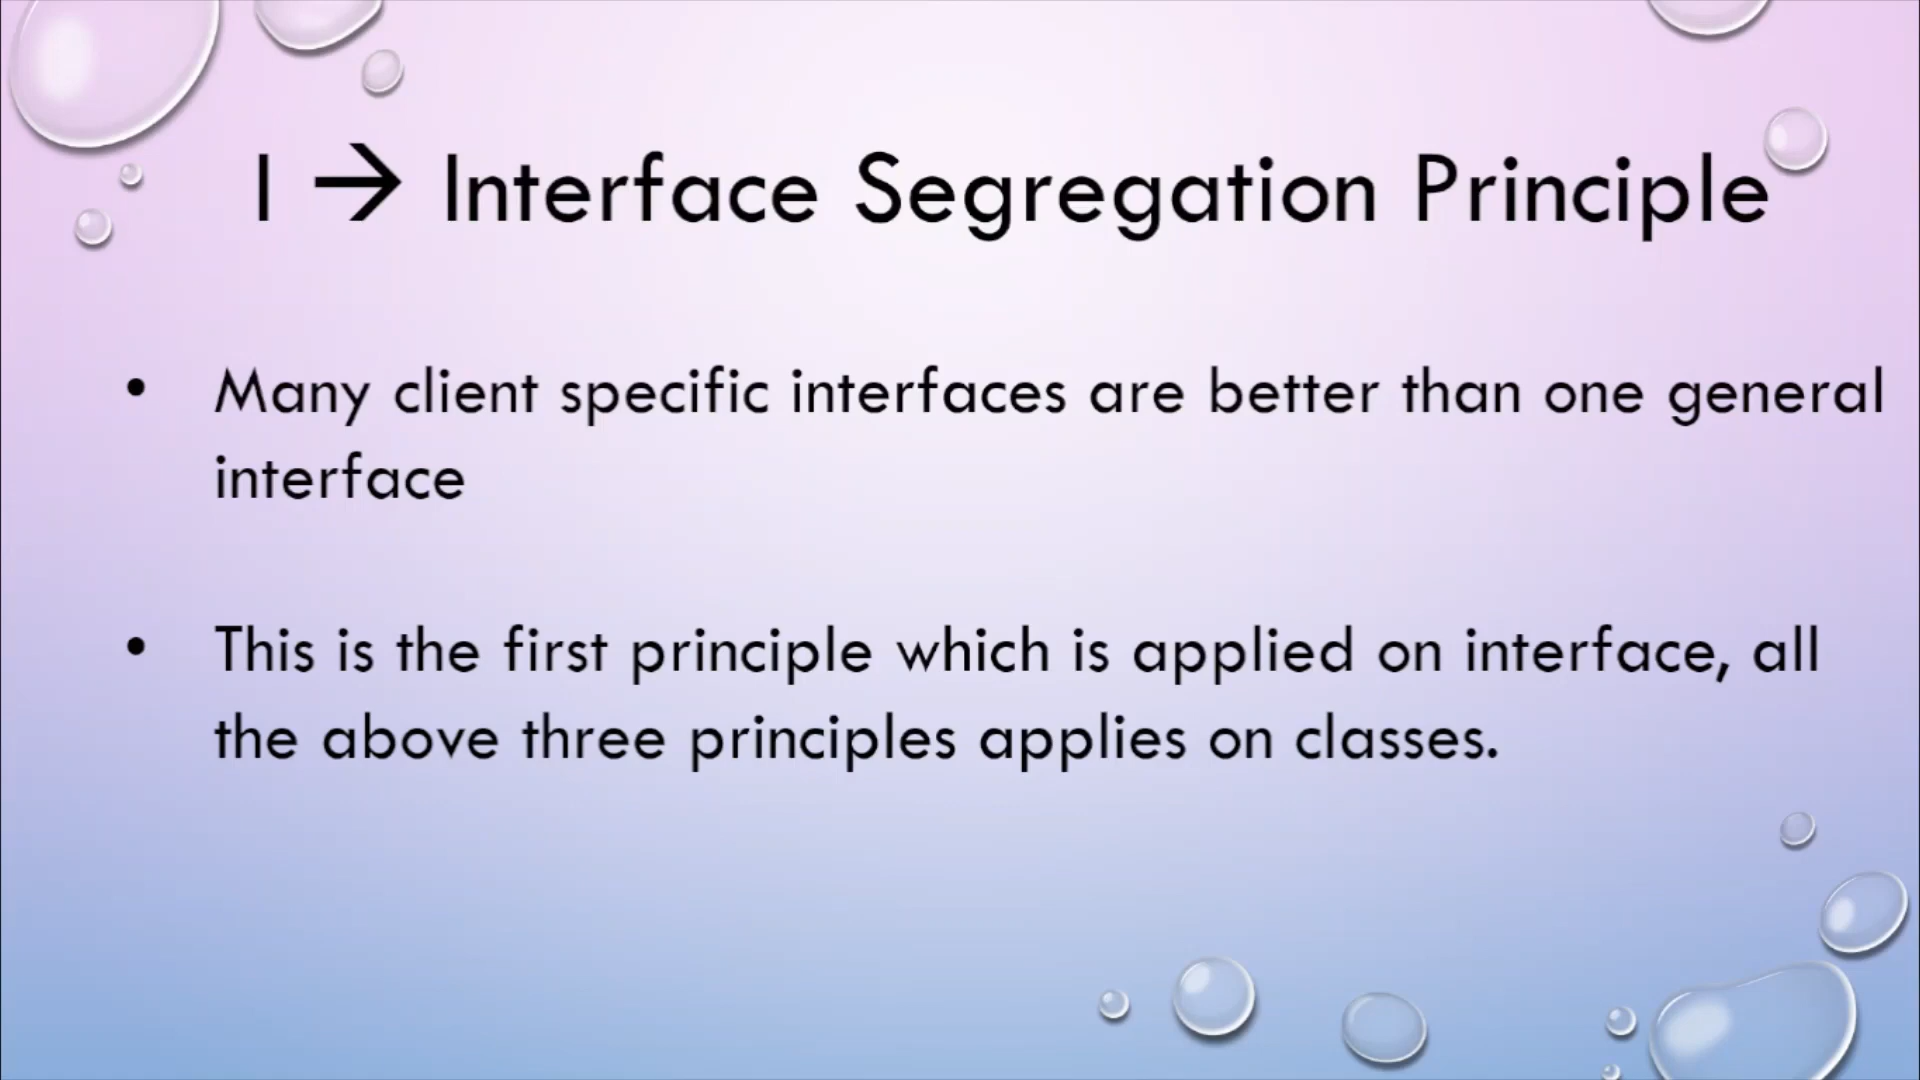 I → Interface Segregation Principle
• Many client specific interfaces are better than one general
interface
• This is the first principle which is applied on interface, all
the above three principles applies on classes.